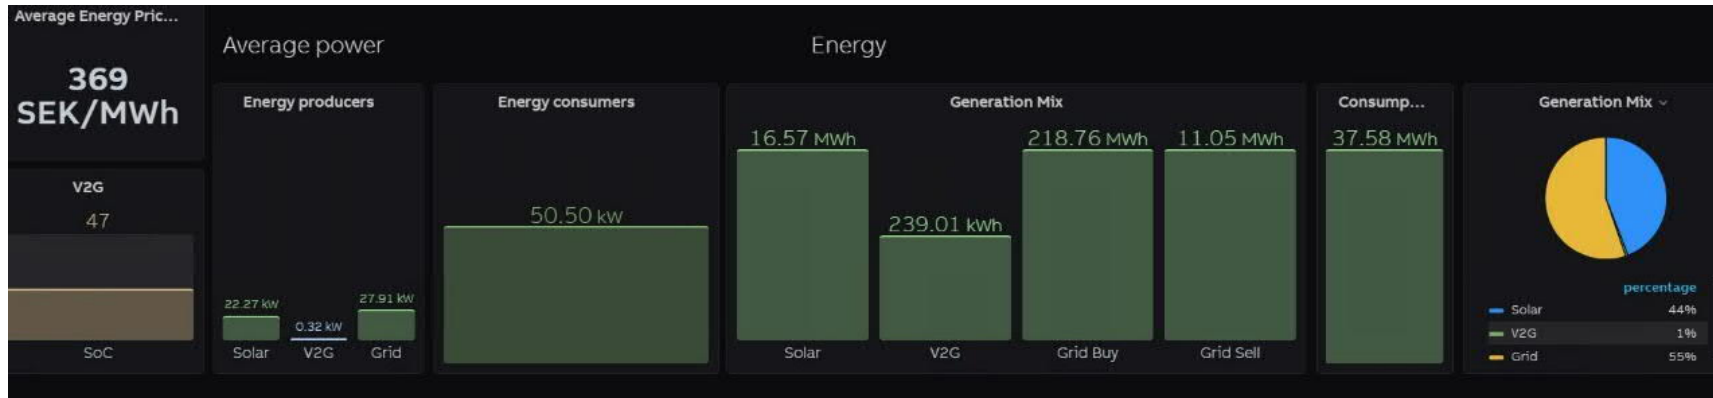 Average Energy Pric...
369
SEK/MWh
V2G
47
SoC
Average power
Energy producers
22.27 kW
0.32 kW
27.91 kW
Solar
V2G
Grid
Energy consumers
50.50 kW
Energy
Generation Mix
16.57 MWh
239.01 kWh
218.76 MWh
11.05 MWh
Solar
V2G
Grid Buy
Grid Sell
Consump...
37.58 MWh
Generation Mix
percentage
Solar 44%
V2G 1%
Grid 55%